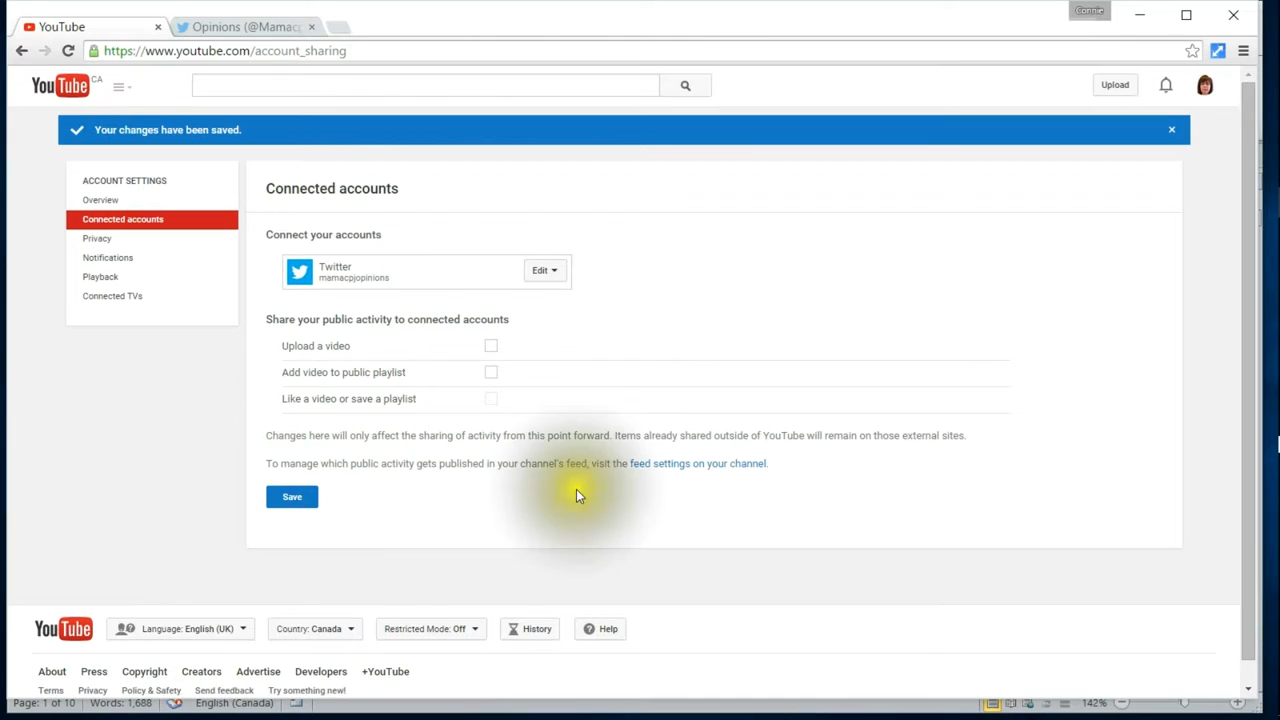 Connie
YouTube
Opinions (@Mamacp
https://www.youtube.com/account_sharing
YouTube CA
Upload
Your changes have been saved.
ACCOUNT SETTINGS
Overview
Connected accounts
Privacy
Notifications
Playback
Connected TVs
Connected accounts
Connect your accounts
Twitter
mamacpjopinions
Edit
Share your public activity to connected accounts
Upload a video
Add video to public playlist
Like a video or save a playlist
Changes here will only affect the sharing of activity from this point forward. Items already shared outside of YouTube will remain on those external sites.
To manage which public activity gets published in your channel's feed, visit the feed settings on your channel.
Save
YouTube
Language: English (UK)
Country: Canada
Restricted Mode: Off
History
Help
About Press Copyright Creators Advertise Developers +YouTube
Terms Privacy Policy & Safety Send feedback Try something new!
Page: 1 of 10 Words: 1,688 English (Canada) 142%